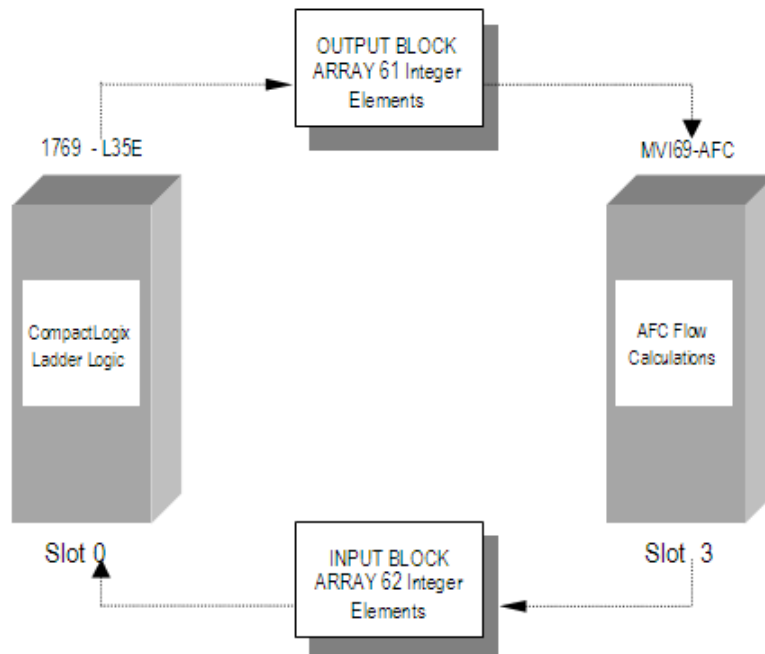 OUTPUT BLOCK
ARRAY 61 Integer
Elements
1769 - L35E
MVI69-AFC
CompactLogix
Ladder Logic
AFC Flow
Calculations
Slot 0
Slot 3
INPUT BLOCK
ARRAY 62 Integer
Elements